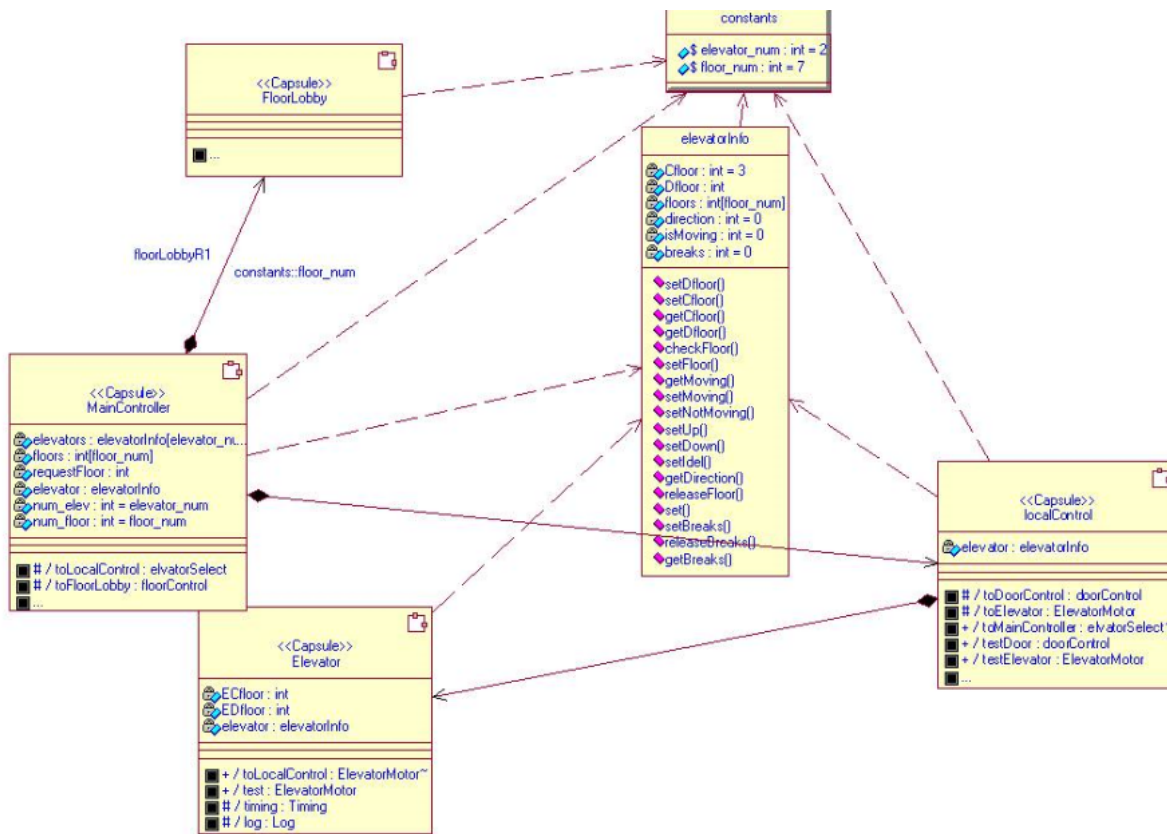 constants
$ elevator_num : int = 2
$ floor_num : int = 7
<<Capsule>>
FloorLobby
...
elevatorInfo
Cfloor : int = 3
Dfloor : int
floors : int[floor_num]
direction : int = 0
isMoving : int = 0
breaks : int = 0
setDfloor()
setCfloor()
getCfloor()
getDfloor()
checkFloor()
setFloor()
getMoving()
setMoving()
setNotMoving()
setUp()
setDown()
setIdel()
getDirection()
releaseFloor()
set()
setBreaks()
releaseBreaks()
getBreaks()
floorLobbyR1
constants::floor_num
<<Capsule>>
MainController
elevators : elevatorInfo[elevator_nu...
floors : int[floor_num]
requestFloor : int
elevator : elevatorInfo
num_elev : int = elevator_num
num_floor : int = floor_num
# / toLocalControl : elvatorSelect
# / toFloorLobby : floorControl
...
<<Capsule>>
localControl
elevator : elevatorInfo
# / toDoorControl : doorControl
# / toElevator : ElevatorMotor
+ / toMainController : elvatorSelect~
+ / testDoor : doorControl
+ / testElevator : ElevatorMotor
...
<<Capsule>>
Elevator
ECfloor : int
EDfloor : int
elevator : elevatorInfo
+ / toLocalControl : ElevatorMotor~
+ / test : ElevatorMotor
# / timing : Timing
# / log : Log